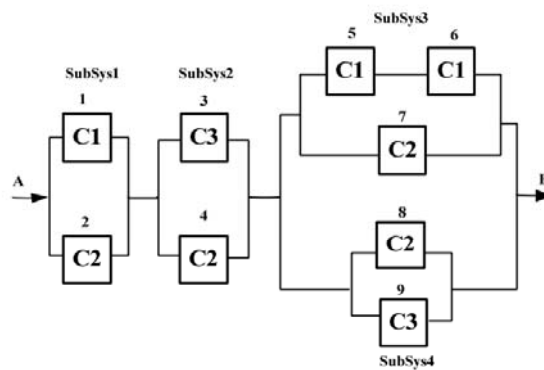 SubSys3
5 6
SubSys1 SubSys2 C1 C1
1 3
C1 C3 7
C2
A
2 4 8
C2 C2 C2
9
C3
SubSys4